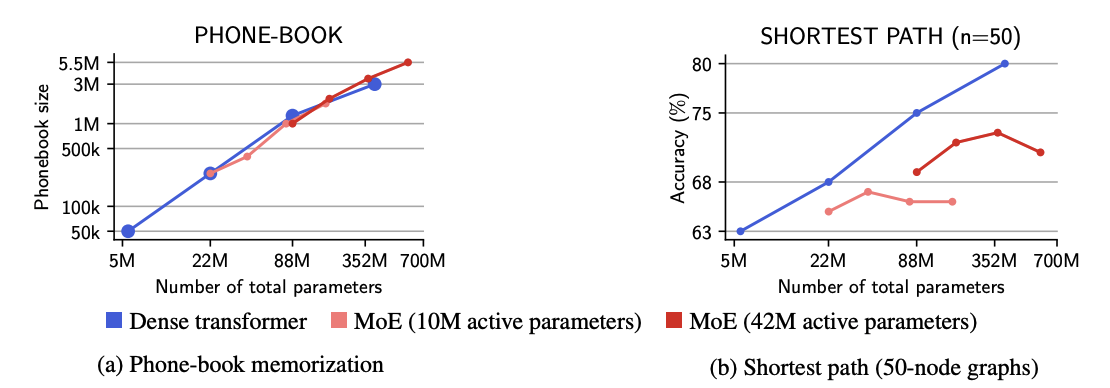 PHONE-BOOK
5.5M
3M
1M
500k
100k
50k
Phonebook size
5M 22M 88M 352M 700M
Number of total parameters
SHORTEST PATH (n=50)
80
75
68
63
Accuracy (%)
5M 22M 88M 352M 700M
Number of total parameters
Dense transformer MoE (10M active parameters) MoE (42M active parameters)
(a) Phone-book memorization
(b) Shortest path (50-node graphs)